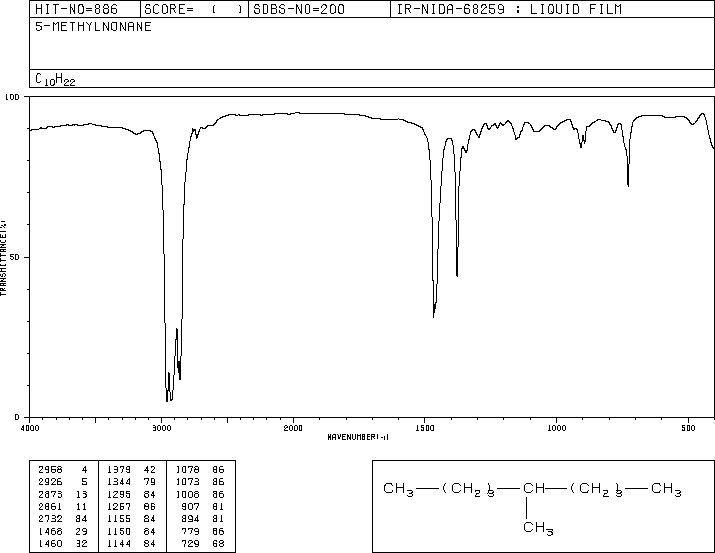 HIT-NO=886 SCORE= ( ) SDBS-NO=200 IR-NIDA-68259 : LIQUID FILM
5-METHYLNONANE
C10H22
100
50
0
TRANSMITTANCE(%)
4000 3000 2000 1500 1000 500
WAVENUMBER(-1)
2958 4 1379 42 1078 86
2926 5 1344 79 1073 86
2873 13 1295 84 1008 86
2861 11 1257 86 907 81
2732 84 1155 84 894 81
1468 29 1150 84 779 86
1460 32 1144 84 729 68
CH3—(CH2)3—CH—(CH2)3—CH3
CH3